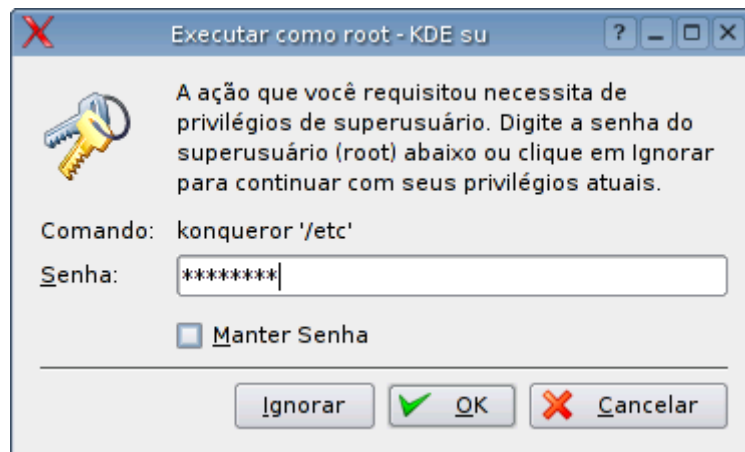 Executar como root - KDE su
A ação que você requisitou necessita de
privilégios de superusuário. Digite a senha do
superusuário (root) abaixo ou clique em Ignorar
para continuar com seus privilégios atuais.
Comando: konqueror '/etc'
Senha: ********
Manter Senha
Ignorar OK Cancelar